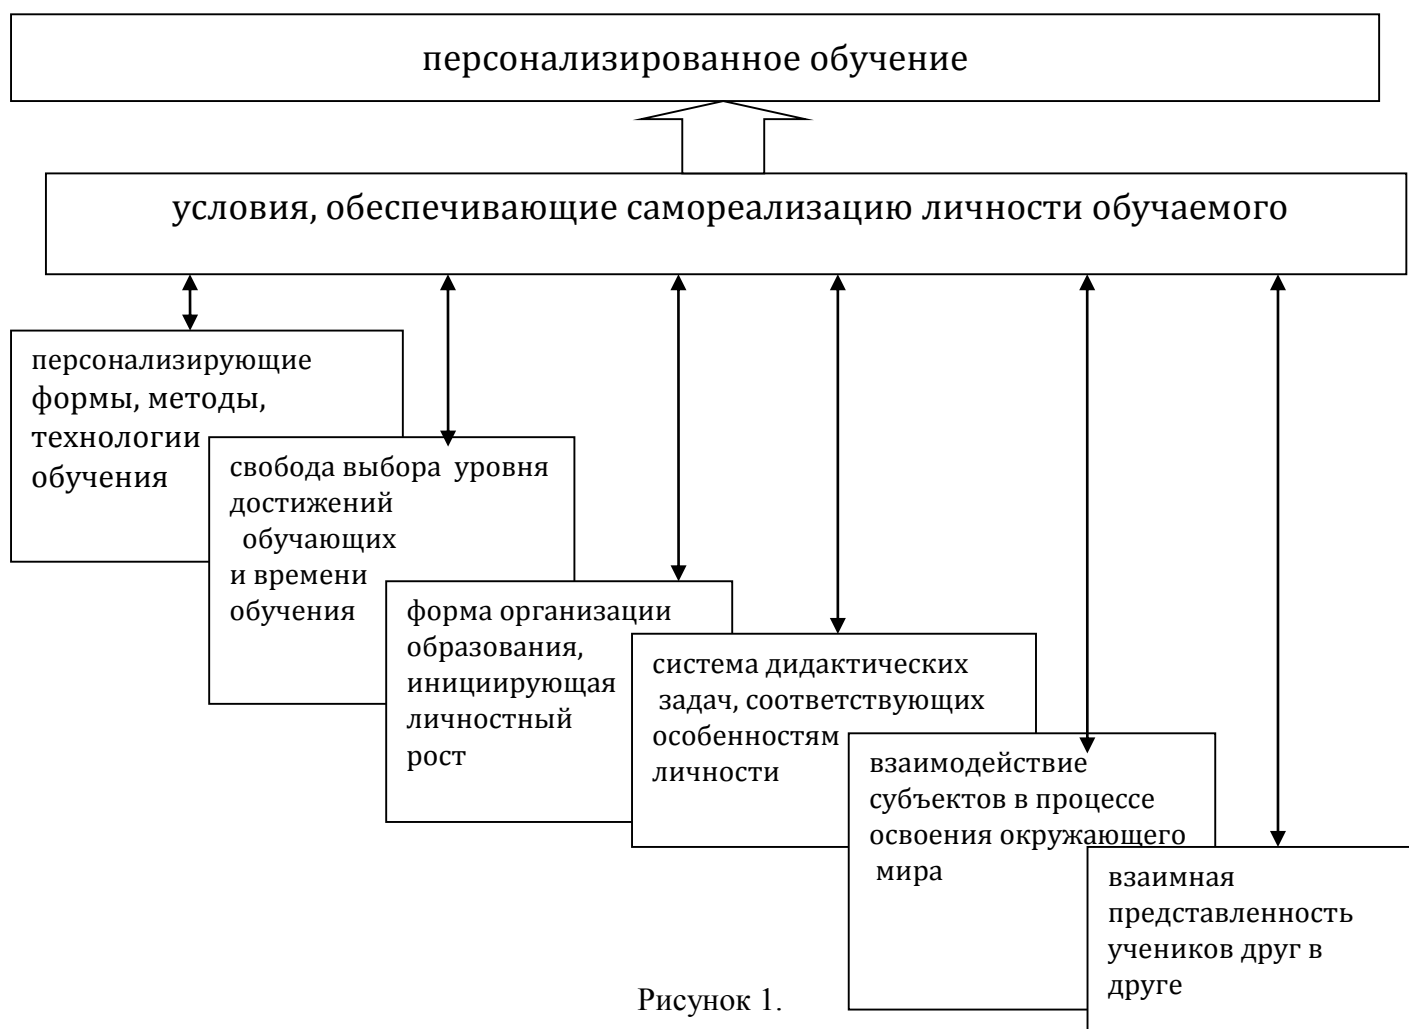 персонализированное обучение
условия, обеспечивающие самореализацию личности обучаемого
персонализирующие
формы, методы,
технологии
обучения
свобода выбора уровня
достижений
обучающих
и времени
обучения
форма организации
образования,
инициирующая
личностный
рост
система дидактических
задач, соответствующих
особенностям
личности
взаимодействие
субъектов в процессе
освоения окружающего
мира
взаимная
представленность
учеников друг в
друге
Рисунок 1.